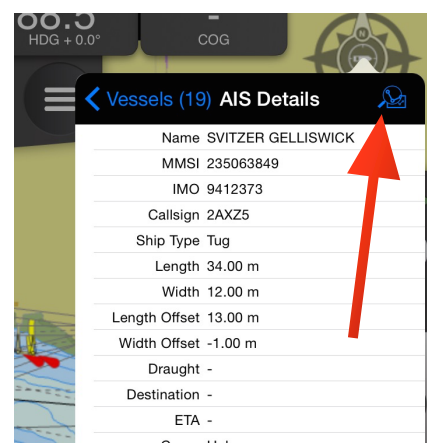 HDG + 0.0°
COG -
Vessels (19) AIS Details
Name SVITZER GELLISWICK
MMSI 235063849
IMO 9412373
Callsign 2AXZ5
Ship Type Tug
Length 34.00 m
Width 12.00 m
Length Offset 13.00 m
Width Offset -1.00 m
Draught -
Destination -
ETA -